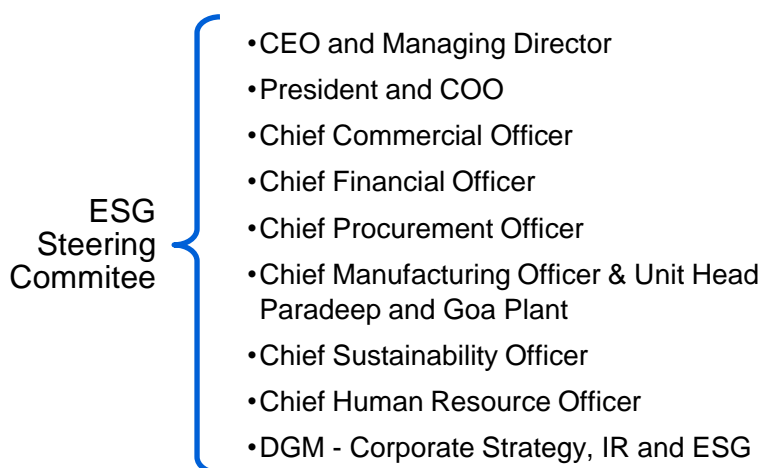 ESG
Steering
Commitee
•CEO and Managing Director
•President and COO
•Chief Commercial Officer
•Chief Financial Officer
•Chief Procurement Officer
•Chief Manufacturing Officer & Unit Head
Paradeep and Goa Plant
•Chief Sustainability Officer
•Chief Human Resource Officer
•DGM - Corporate Strategy, IR and ESG